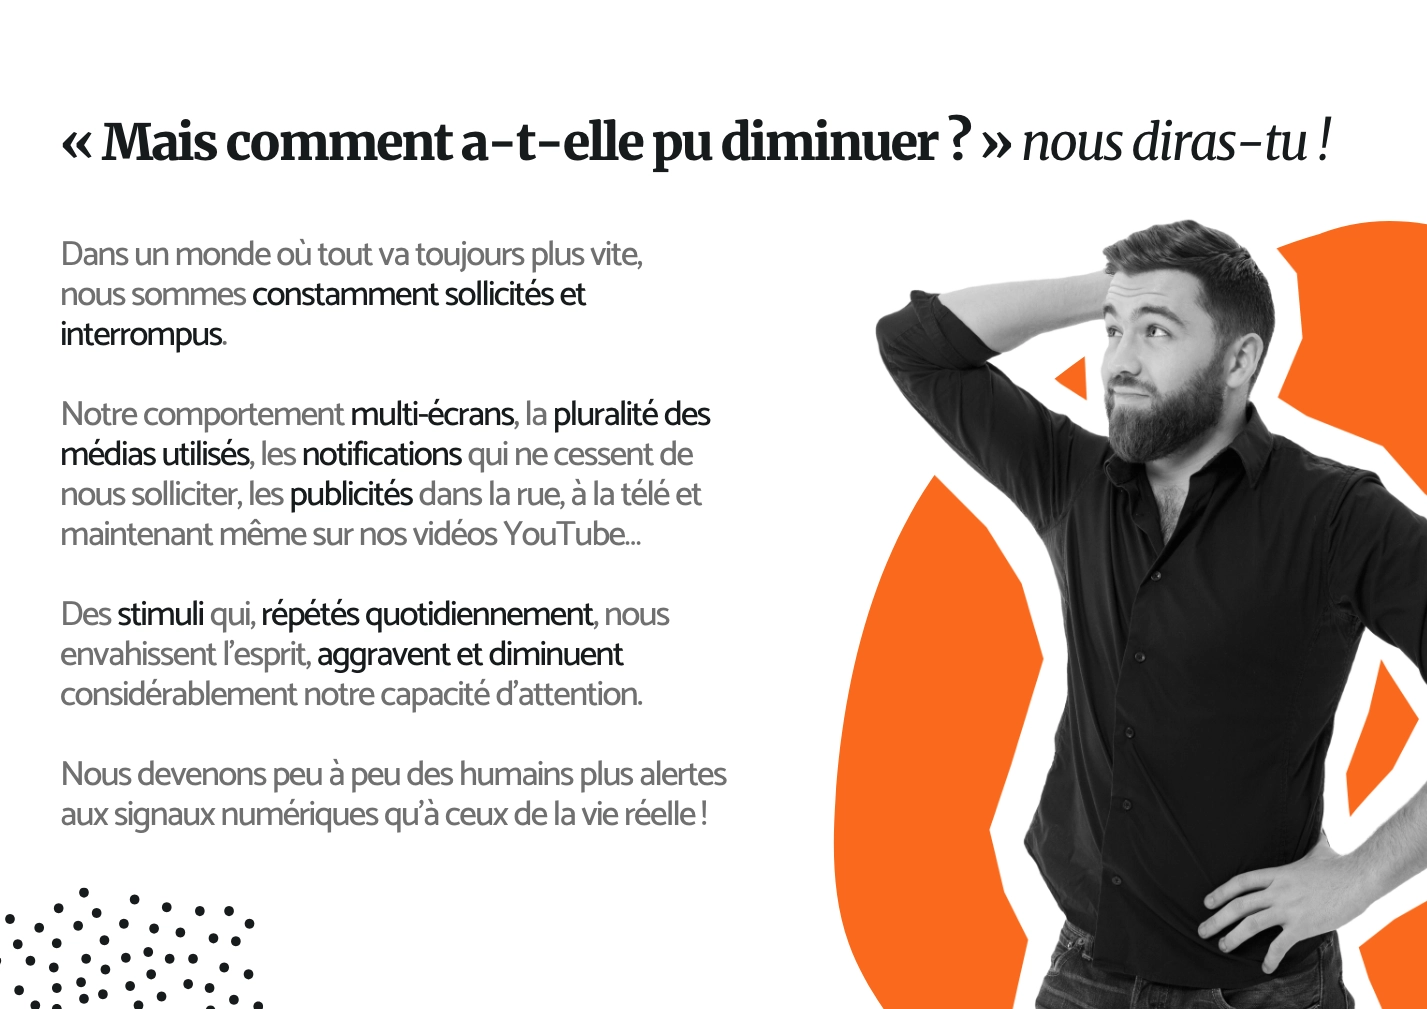 « Mais comment a-t-elle pu diminuer ? » nous diras-tu !
Dans un monde où tout va toujours plus vite,
nous sommes constamment sollicités et
interrompus.
Notre comportement multi-écrans, la pluralité des
médias utilisés, les notifications qui ne cessent de
nous solliciter, les publicités dans la rue, à la télé et
maintenant même sur nos vidéos YouTube...
Des stimuli qui, répétés quotidiennement, nous
envahissent l’esprit, aggravent et diminuent
considérablement notre capacité d’attention.
Nous devenons peu à peu des humains plus alertes
aux signaux numériques qu’à ceux de la vie réelle !